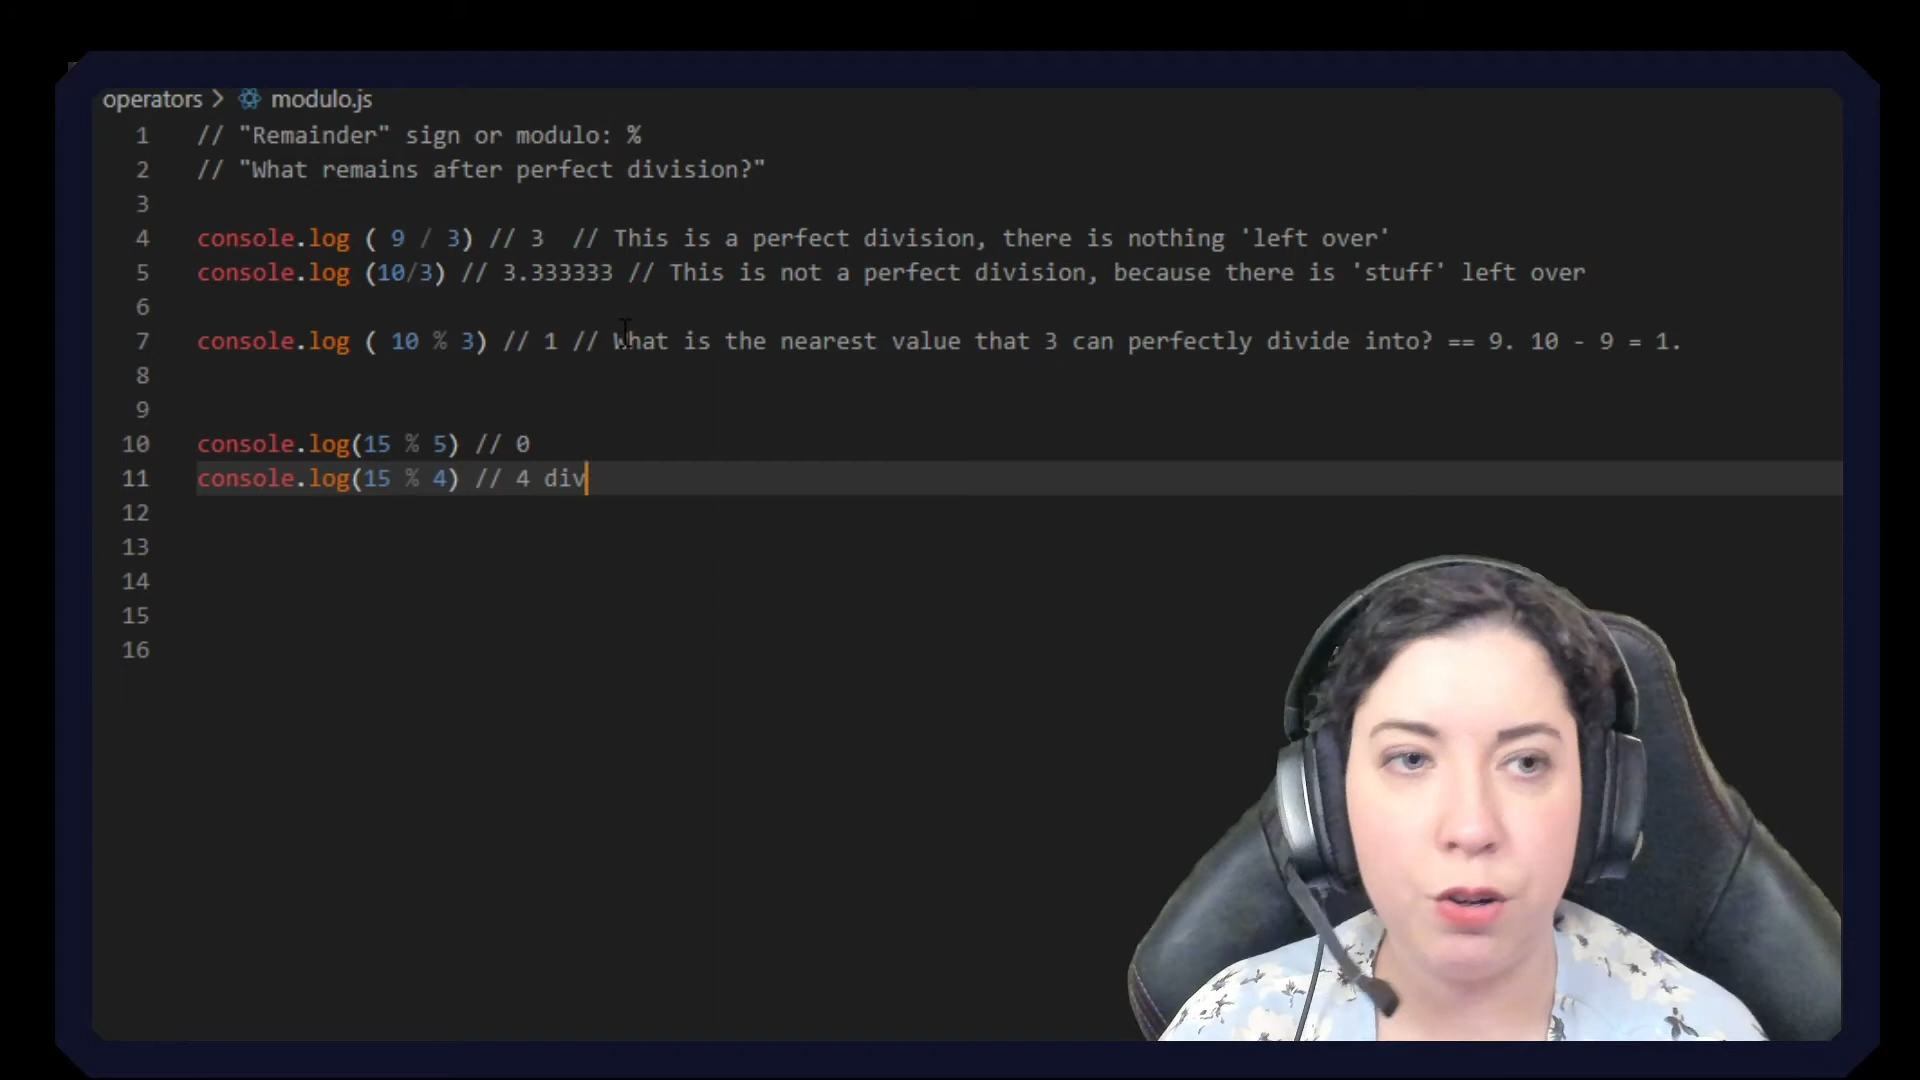 operators > modulo.js
1 // "Remainder" sign or modulo: %
2 // "What remains after perfect division?"
3
4 console.log ( 9 / 3) // 3  // This is a perfect division, there is nothing 'left over'
5 console.log (10/3) // 3.333333 // This is not a perfect division, because there is 'stuff' left over
6
7 console.log ( 10 % 3) // 1 // What is the nearest value that 3 can perfectly divide into? == 9. 10 - 9 = 1.
8
9
10 console.log(15 % 5) // 0
11 console.log(15 % 4) // 4 div
12
13
14
15
16